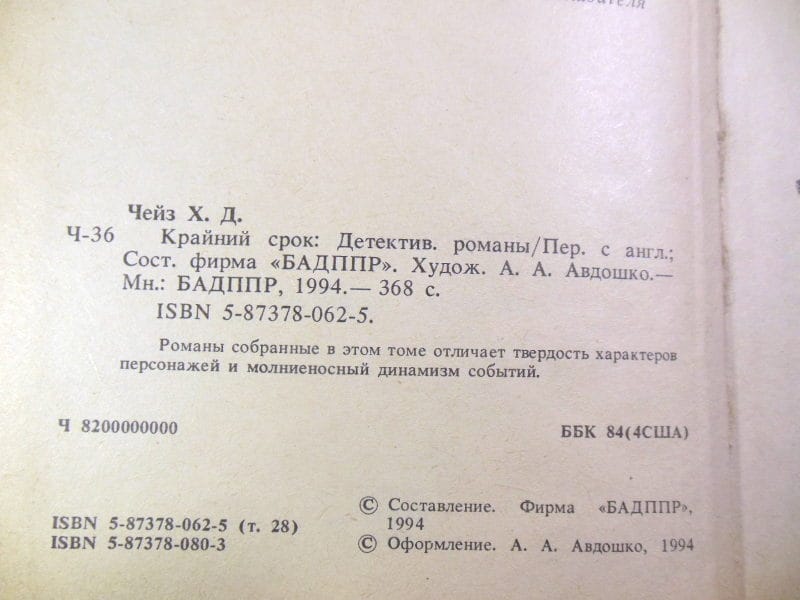 Чейз Х. Д.
Ч-36 Крайний срок: Детектив. романы/Пер. с англ.;
Сост. фирма «БАДППР». Худож. А. А. Авдошко.—
Мн.: БАДППР, 1994.— 368 с.
ISBN 5-87378-062-5.
Романы собранные в этом томе отличает твердость характеров
персонажей и молниеносный динамизм событий.
Ч 8200000000 ББК 84(4США)
ISBN 5-87378-062-5 (т. 28)
ISBN 5-87378-080-3
© Составление. Фирма «БАДППР»,
1994
© Оформление. А. А. Авдошко, 1994